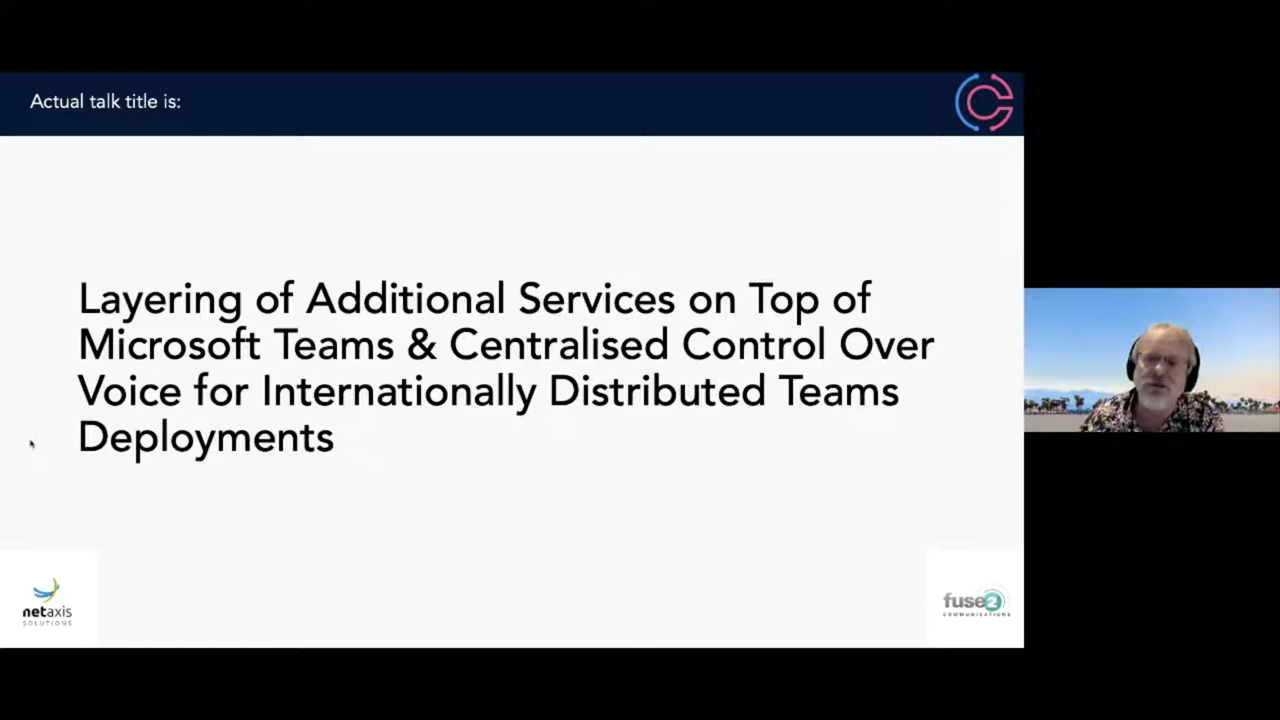 Actual talk title is:
Layering of Additional Services on Top of
Microsoft Teams & Centralised Control Over
Voice for Internationally Distributed Teams
Deployments
netaxis
SOLUTIONS
fuse2
COMMUNICATIONS